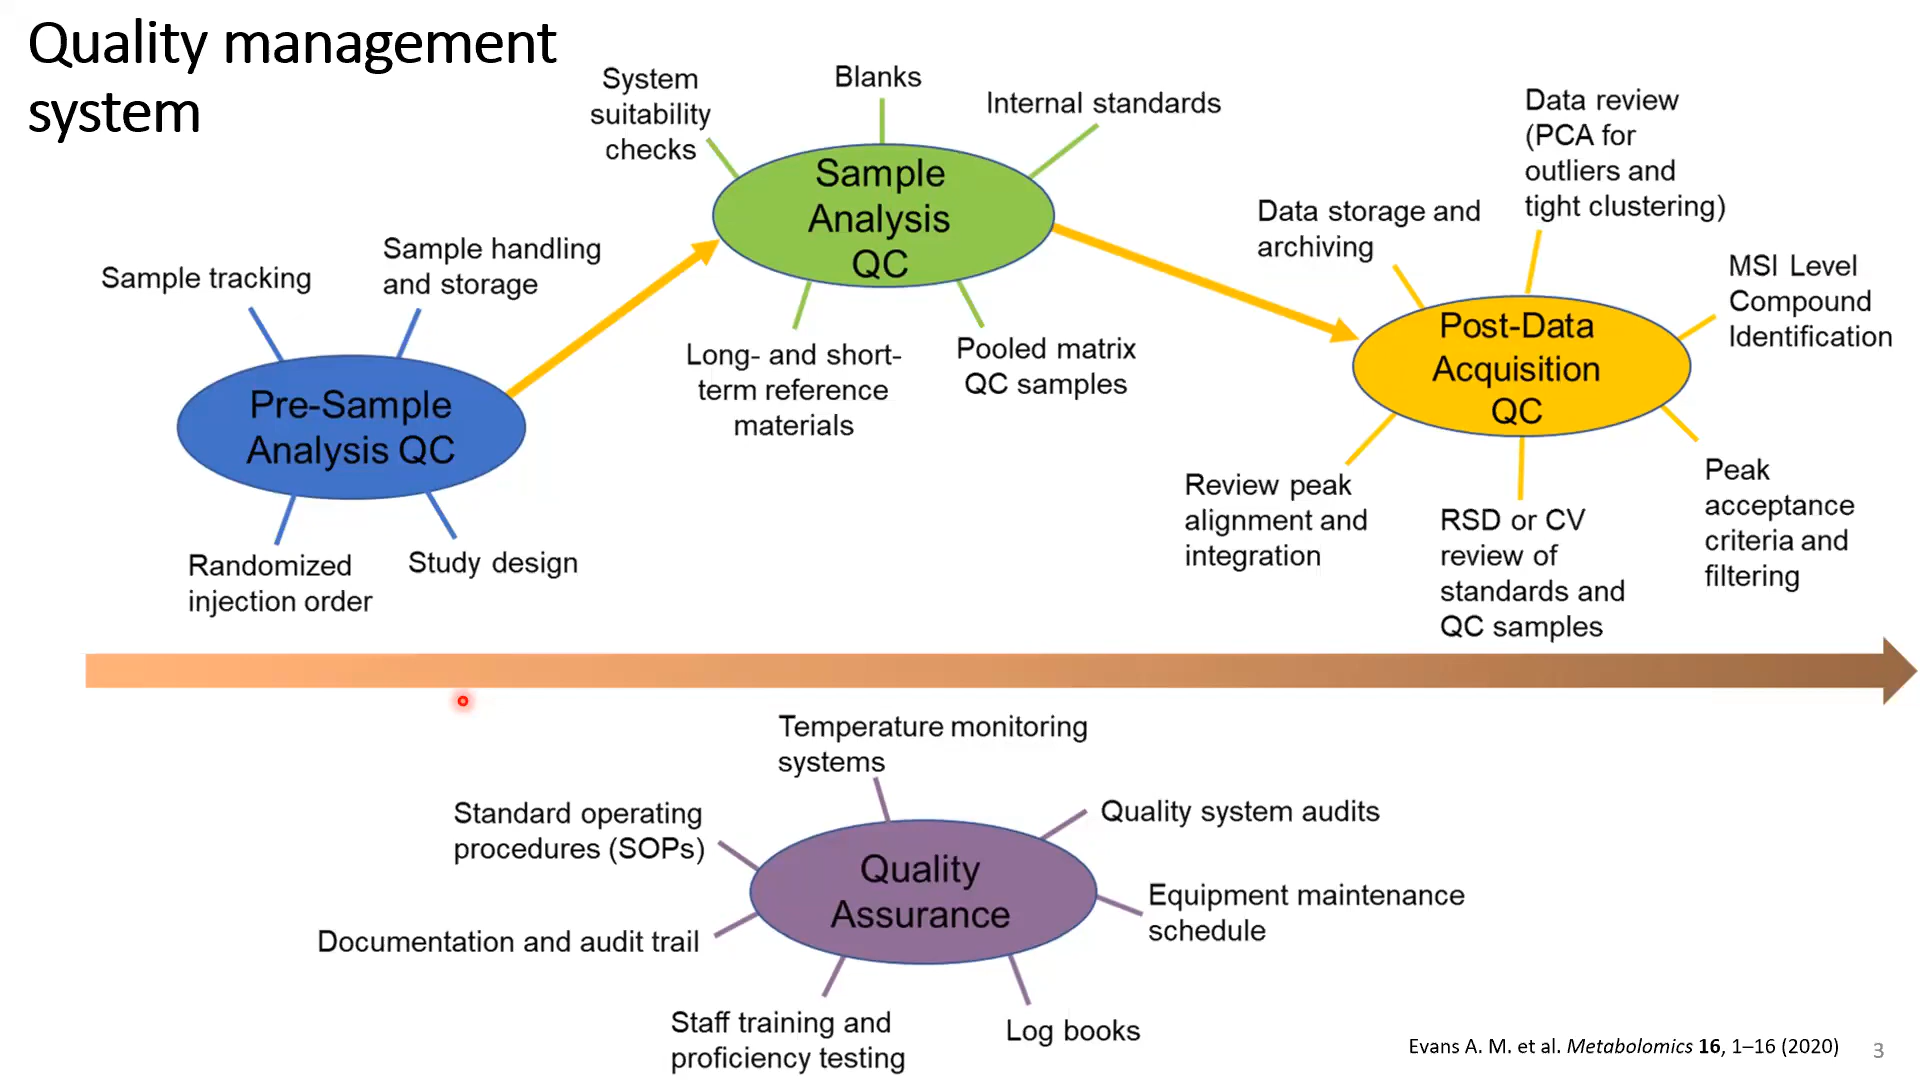 Quality management
system
System
suitability
checks
Blanks
Internal standards
Sample
Analysis
QC
Long- and short-
term reference
materials
Pooled matrix
QC samples
Sample tracking
Sample handling
and storage
Pre-Sample
Analysis QC
Randomized
injection order
Study design
Data storage and
archiving
Data review
(PCA for
outliers and
tight clustering)
MSI Level
Compound
Identification
Post-Data
Acquisition
QC
Review peak
alignment and
integration
RSD or CV
review of
standards and
QC samples
Peak
acceptance
criteria and
filtering
Temperature monitoring
systems
Standard operating
procedures (SOPs)
Quality system audits
Quality
Assurance
Equipment maintenance
schedule
Documentation and audit trail
Staff training and
proficiency testing
Log books
Evans A. M. et al. Metabolomics 16, 1–16 (2020)
3